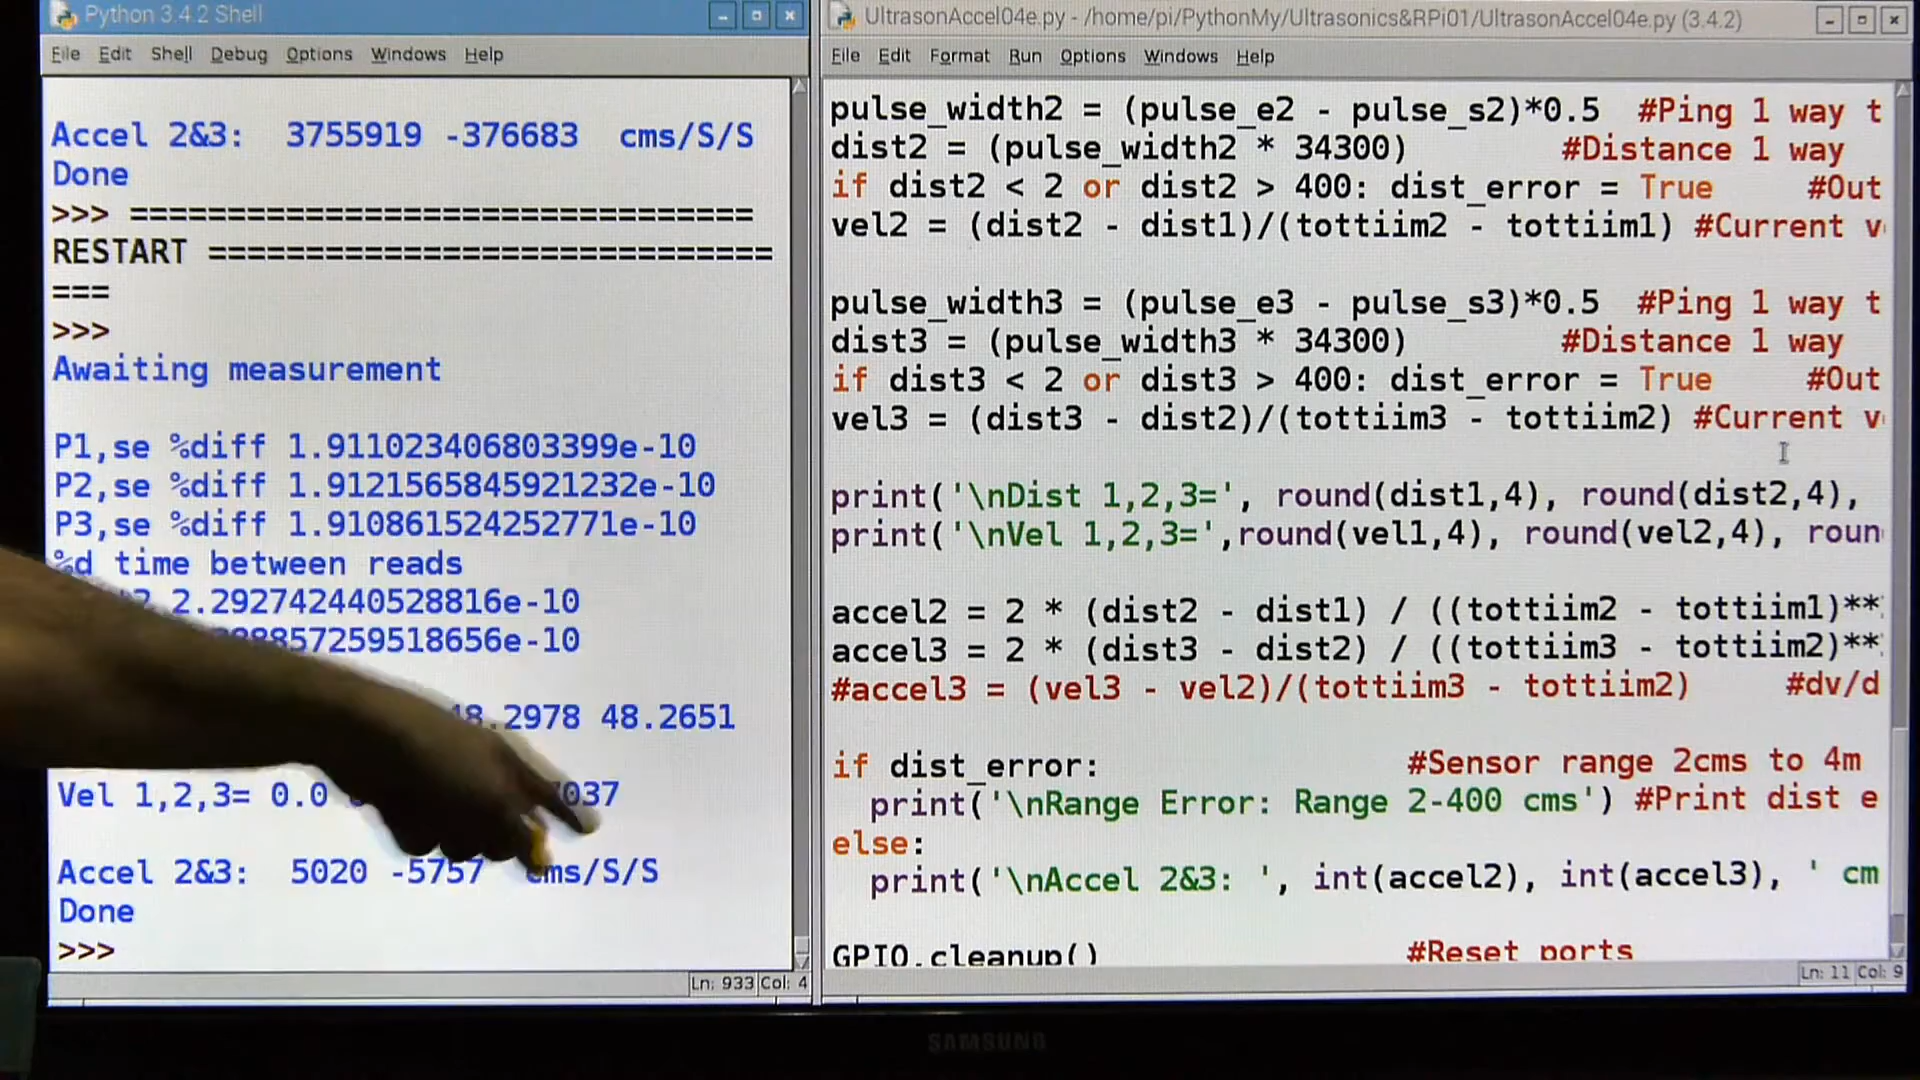 Python 3.4.2 Shell
File Edit Shell Debug Options Windows Help
Accel 2&3: 3755919 -376683 cms/S/S
Done
>>> ================================
RESTART =============================
===
>>>
Awaiting measurement
P1,se %diff 1.911023406803399e-10
P2,se %diff 1.9121565845921232e-10
P3,se %diff 1.910861524252771e-10
%d time between reads
2.292742440528816e-10
8857259518656e-10
48.2978 48.2651
Vel 1,2,3= 0.0 037
Accel 2&3: 5020 -5757 cms/S/S
Done
>>>
Ln: 933 Col: 4
UltrasonAccel04e.py - /home/pi/PythonMy/Ultrasonics&RPi01/UltrasonAccel04e.py (3.4.2)
File Edit Format Run Options Windows Help
pulse_width2 = (pulse_e2 - pulse_s2)*0.5 #Ping 1 way t
dist2 = (pulse_width2 * 34300) #Distance 1 way
if dist2 < 2 or dist2 > 400: dist_error = True #Out
vel2 = (dist2 - dist1)/(tottiim2 - tottiim1) #Current v
pulse_width3 = (pulse_e3 - pulse_s3)*0.5 #Ping 1 way t
dist3 = (pulse_width3 * 34300) #Distance 1 way
if dist3 < 2 or dist3 > 400: dist_error = True #Out
vel3 = (dist3 - dist2)/(tottiim3 - tottiim2) #Current v
print('\nDist 1,2,3=', round(dist1,4), round(dist2,4),
print('\nVel 1,2,3=',round(vel1,4), round(vel2,4), roun
accel2 = 2 * (dist2 - dist1) / ((tottiim2 - tottiim1)**
accel3 = 2 * (dist3 - dist2) / ((tottiim3 - tottiim2)**
#accel3 = (vel3 - vel2)/(tottiim3 - tottiim2) #dv/d
if dist_error: #Sensor range 2cms to 4m
print('\nRange Error: Range 2-400 cms') #Print dist e
else:
print('\nAccel 2&3: ', int(accel2), int(accel3), ' cm
GPIO.cleanup() #Reset ports
Ln: 11 Col: 9
SAMSUNG